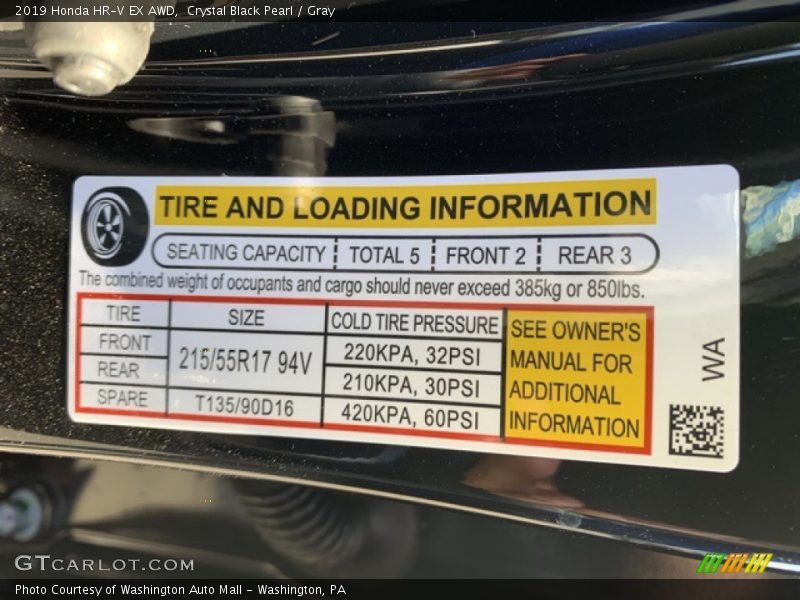 2019 Honda HR-V EX AWD, Crystal Black Pearl / Gray
TIRE AND LOADING INFORMATION
SEATING CAPACITY TOTAL 5 FRONT 2 REAR 3
The combined weight of occupants and cargo should never exceed 385kg or 850lbs.
TIRE SIZE COLD TIRE PRESSURE
FRONT 215/55R17 94V 220KPA, 32PSI
REAR 210KPA, 30PSI
SPARE T135/90D16 420KPA, 60PSI
SEE OWNER'S
MANUAL FOR
ADDITIONAL
INFORMATION
WA
GTCARLOT.COM
Photo Courtesy of Washington Auto Mall - Washington, PA